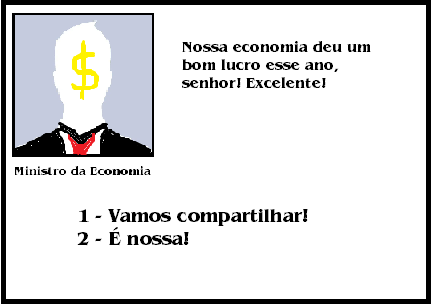 $
Nossa economia deu um
bom lucro esse ano,
senhor! Excelente!
Ministro da Economia
1 - Vamos compartilhar!
2 - É nossa!